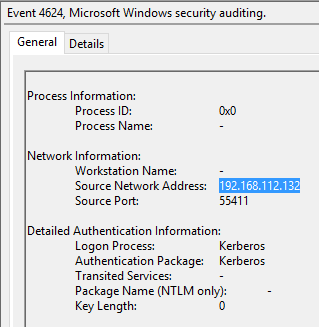 Event 4624, Microsoft Windows security auditing.
General Details
Process Information:
Process ID: 0x0
Process Name: -
Network Information:
Workstation Name: -
Source Network Address: 192.168.112.132
Source Port: 55411
Detailed Authentication Information:
Logon Process: Kerberos
Authentication Package: Kerberos
Transited Services: -
Package Name (NTLM only): -
Key Length: 0